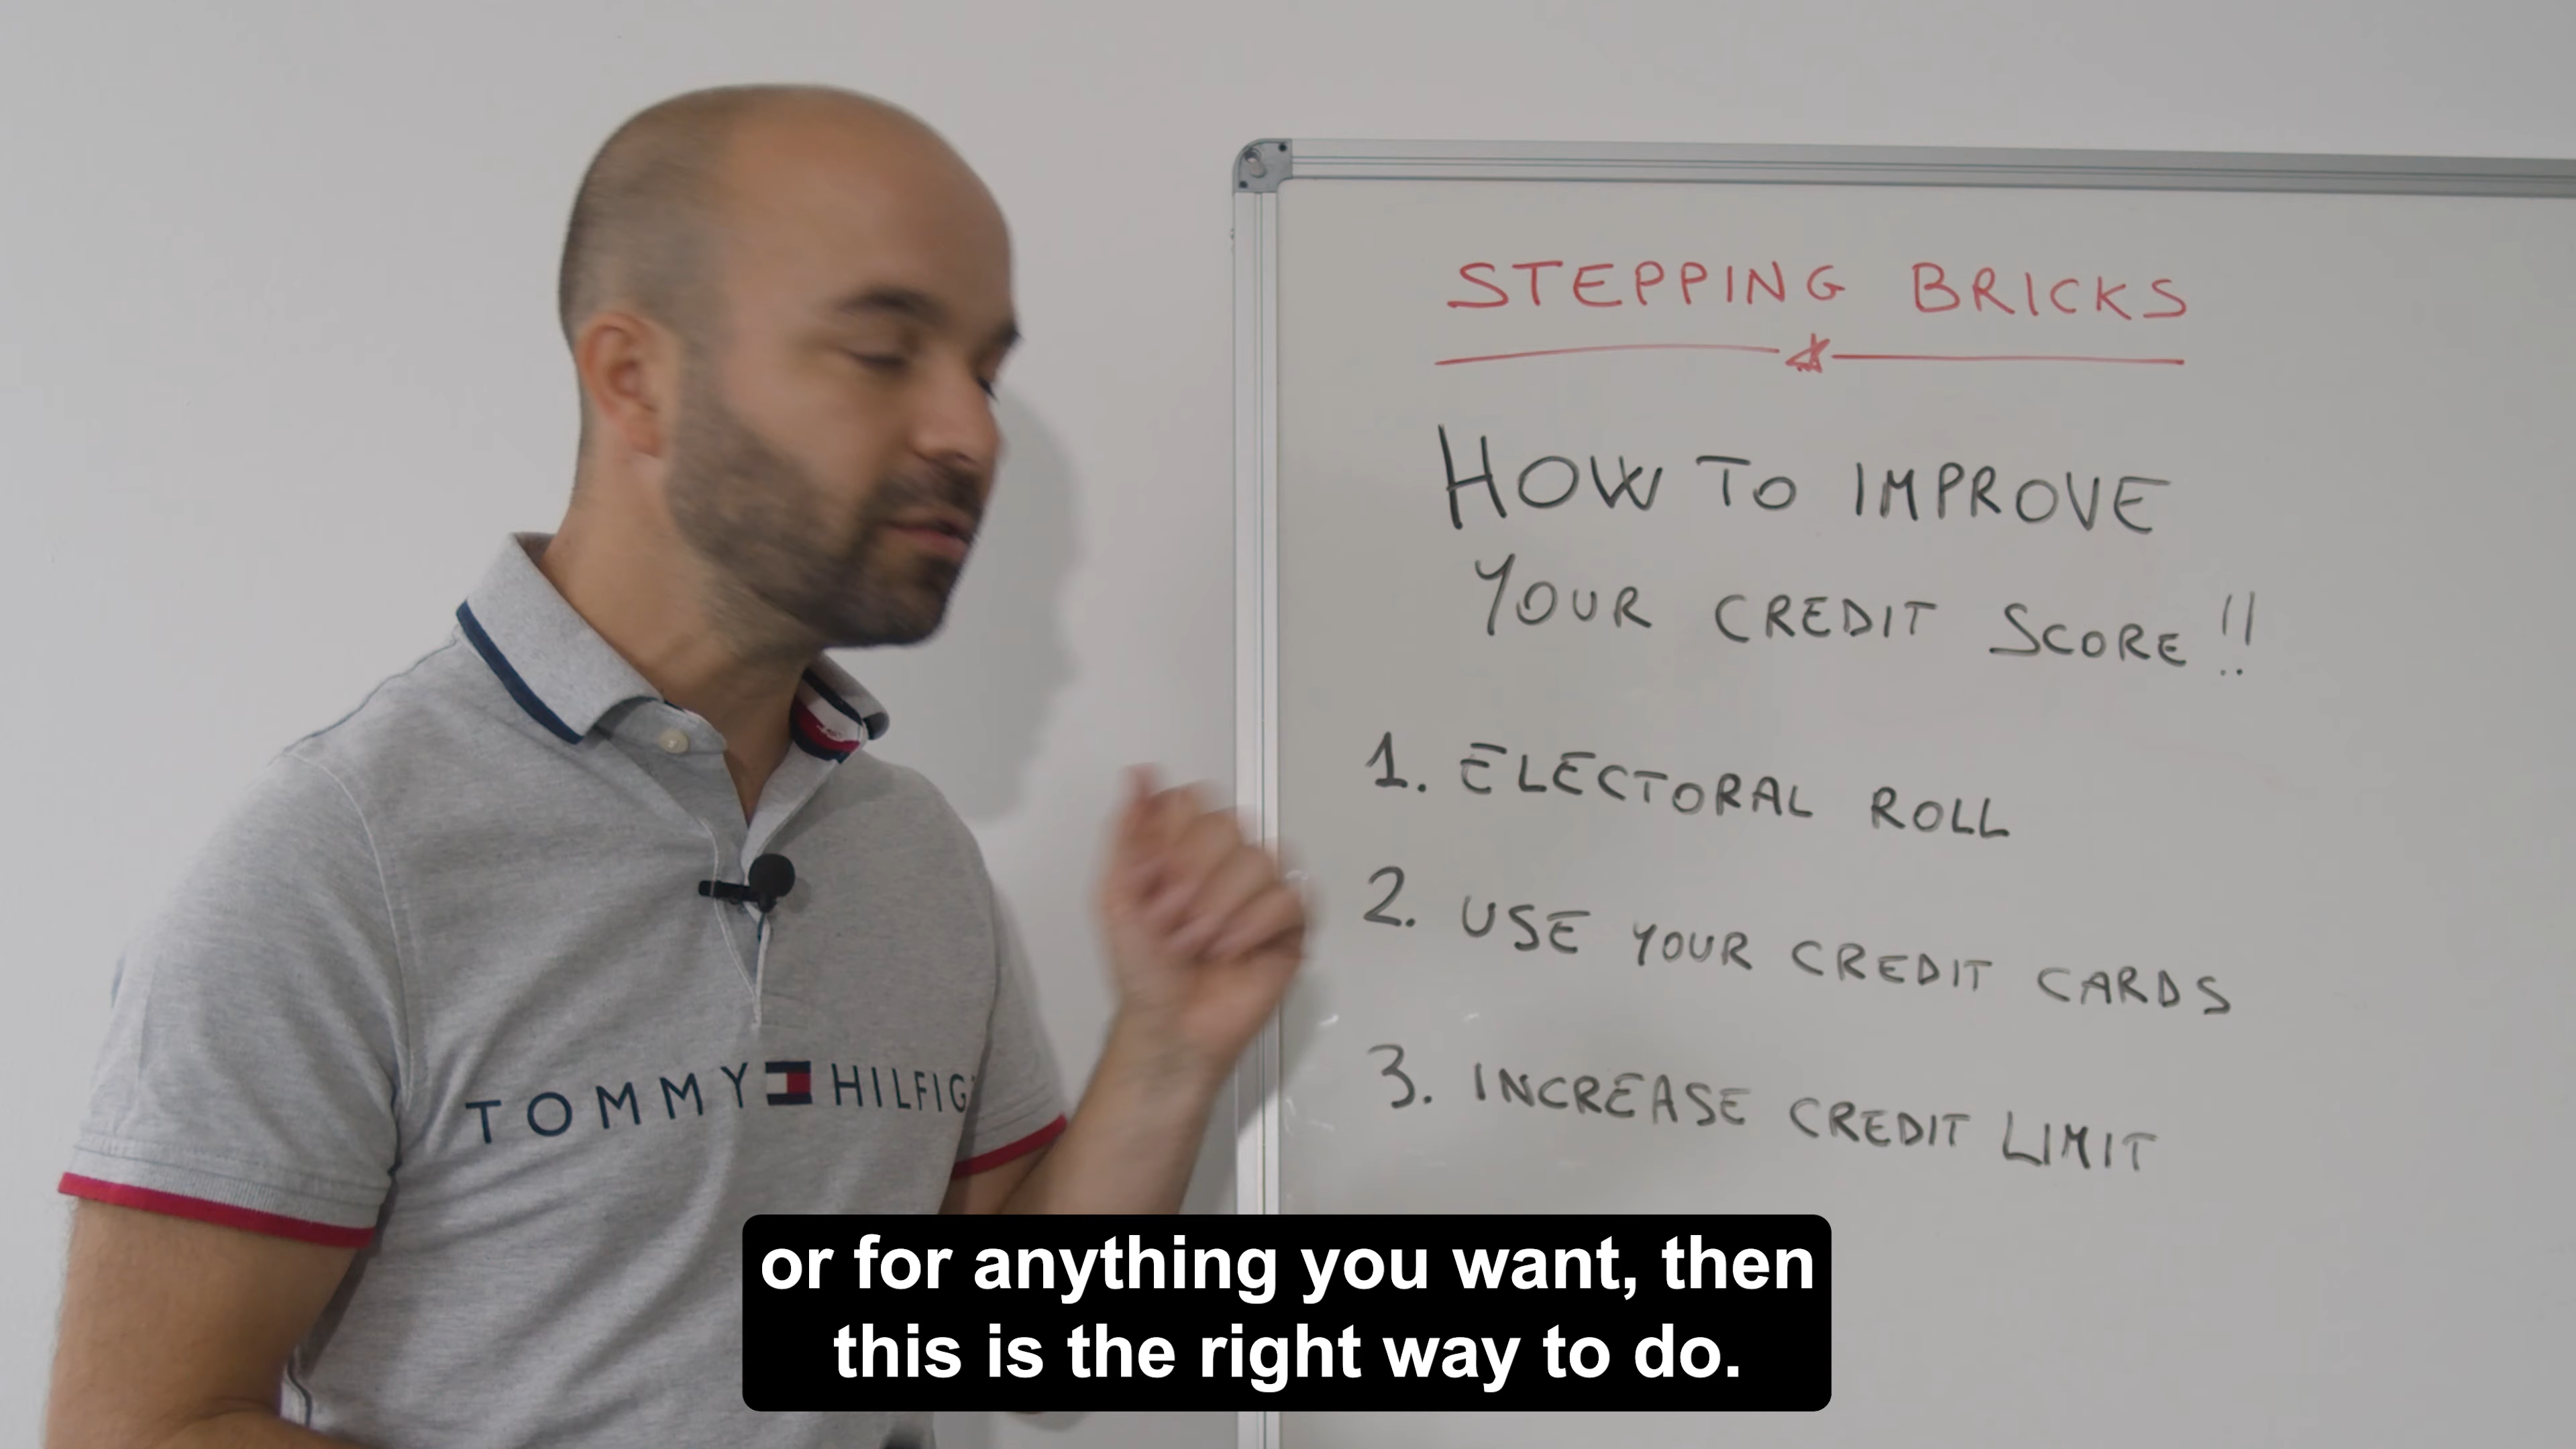 STEPPING BRICKS
HOW TO IMPROVE
YOUR CREDIT SCORE!!
1. ELECTORAL ROLL
2. USE YOUR CREDIT CARDS
3. INCREASE CREDIT LIMIT
TOMMY HILFIG
or for anything you want, then
this is the right way to do.